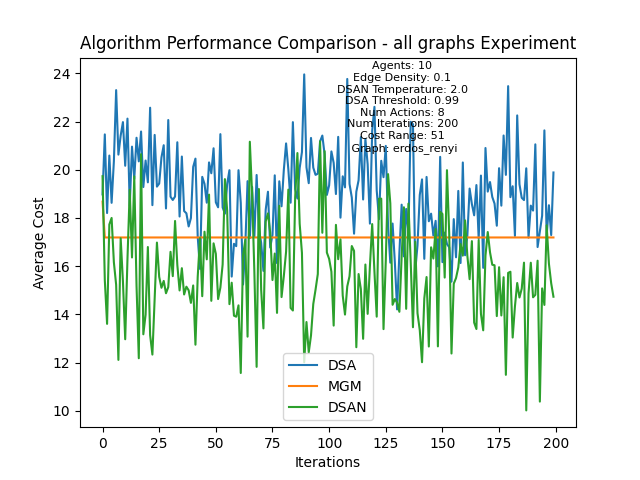 Algorithm Performance Comparison - all graphs Experiment
Agents: 10
Edge Density: 0.1
DSAN Temperature: 2.0
DSA Threshold: 0.99
Num Actions: 8
Num Iterations: 200
Cost Range: 51
Graph: erdos_renyi
Average Cost
24
22
20
18
16
14
12
10
DSA
MGM
DSAN
0
25
50
75
100
125
150
175
200
Iterations